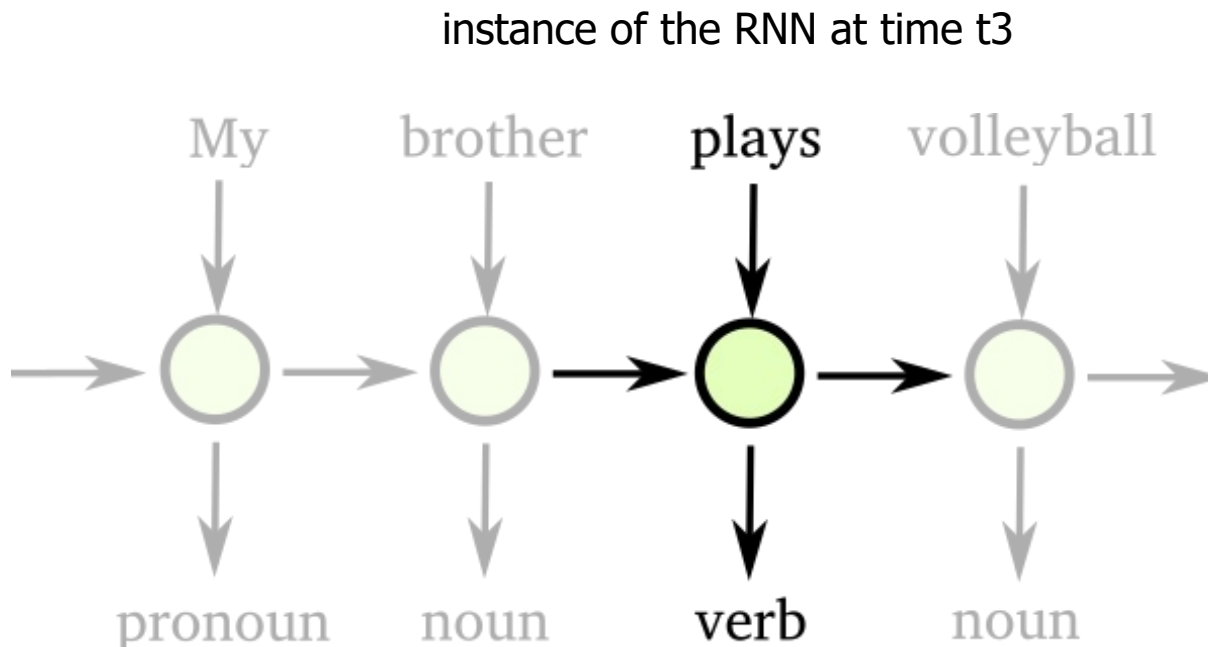 instance of the RNN at time t3
My brother plays volleyball
pronoun noun verb noun